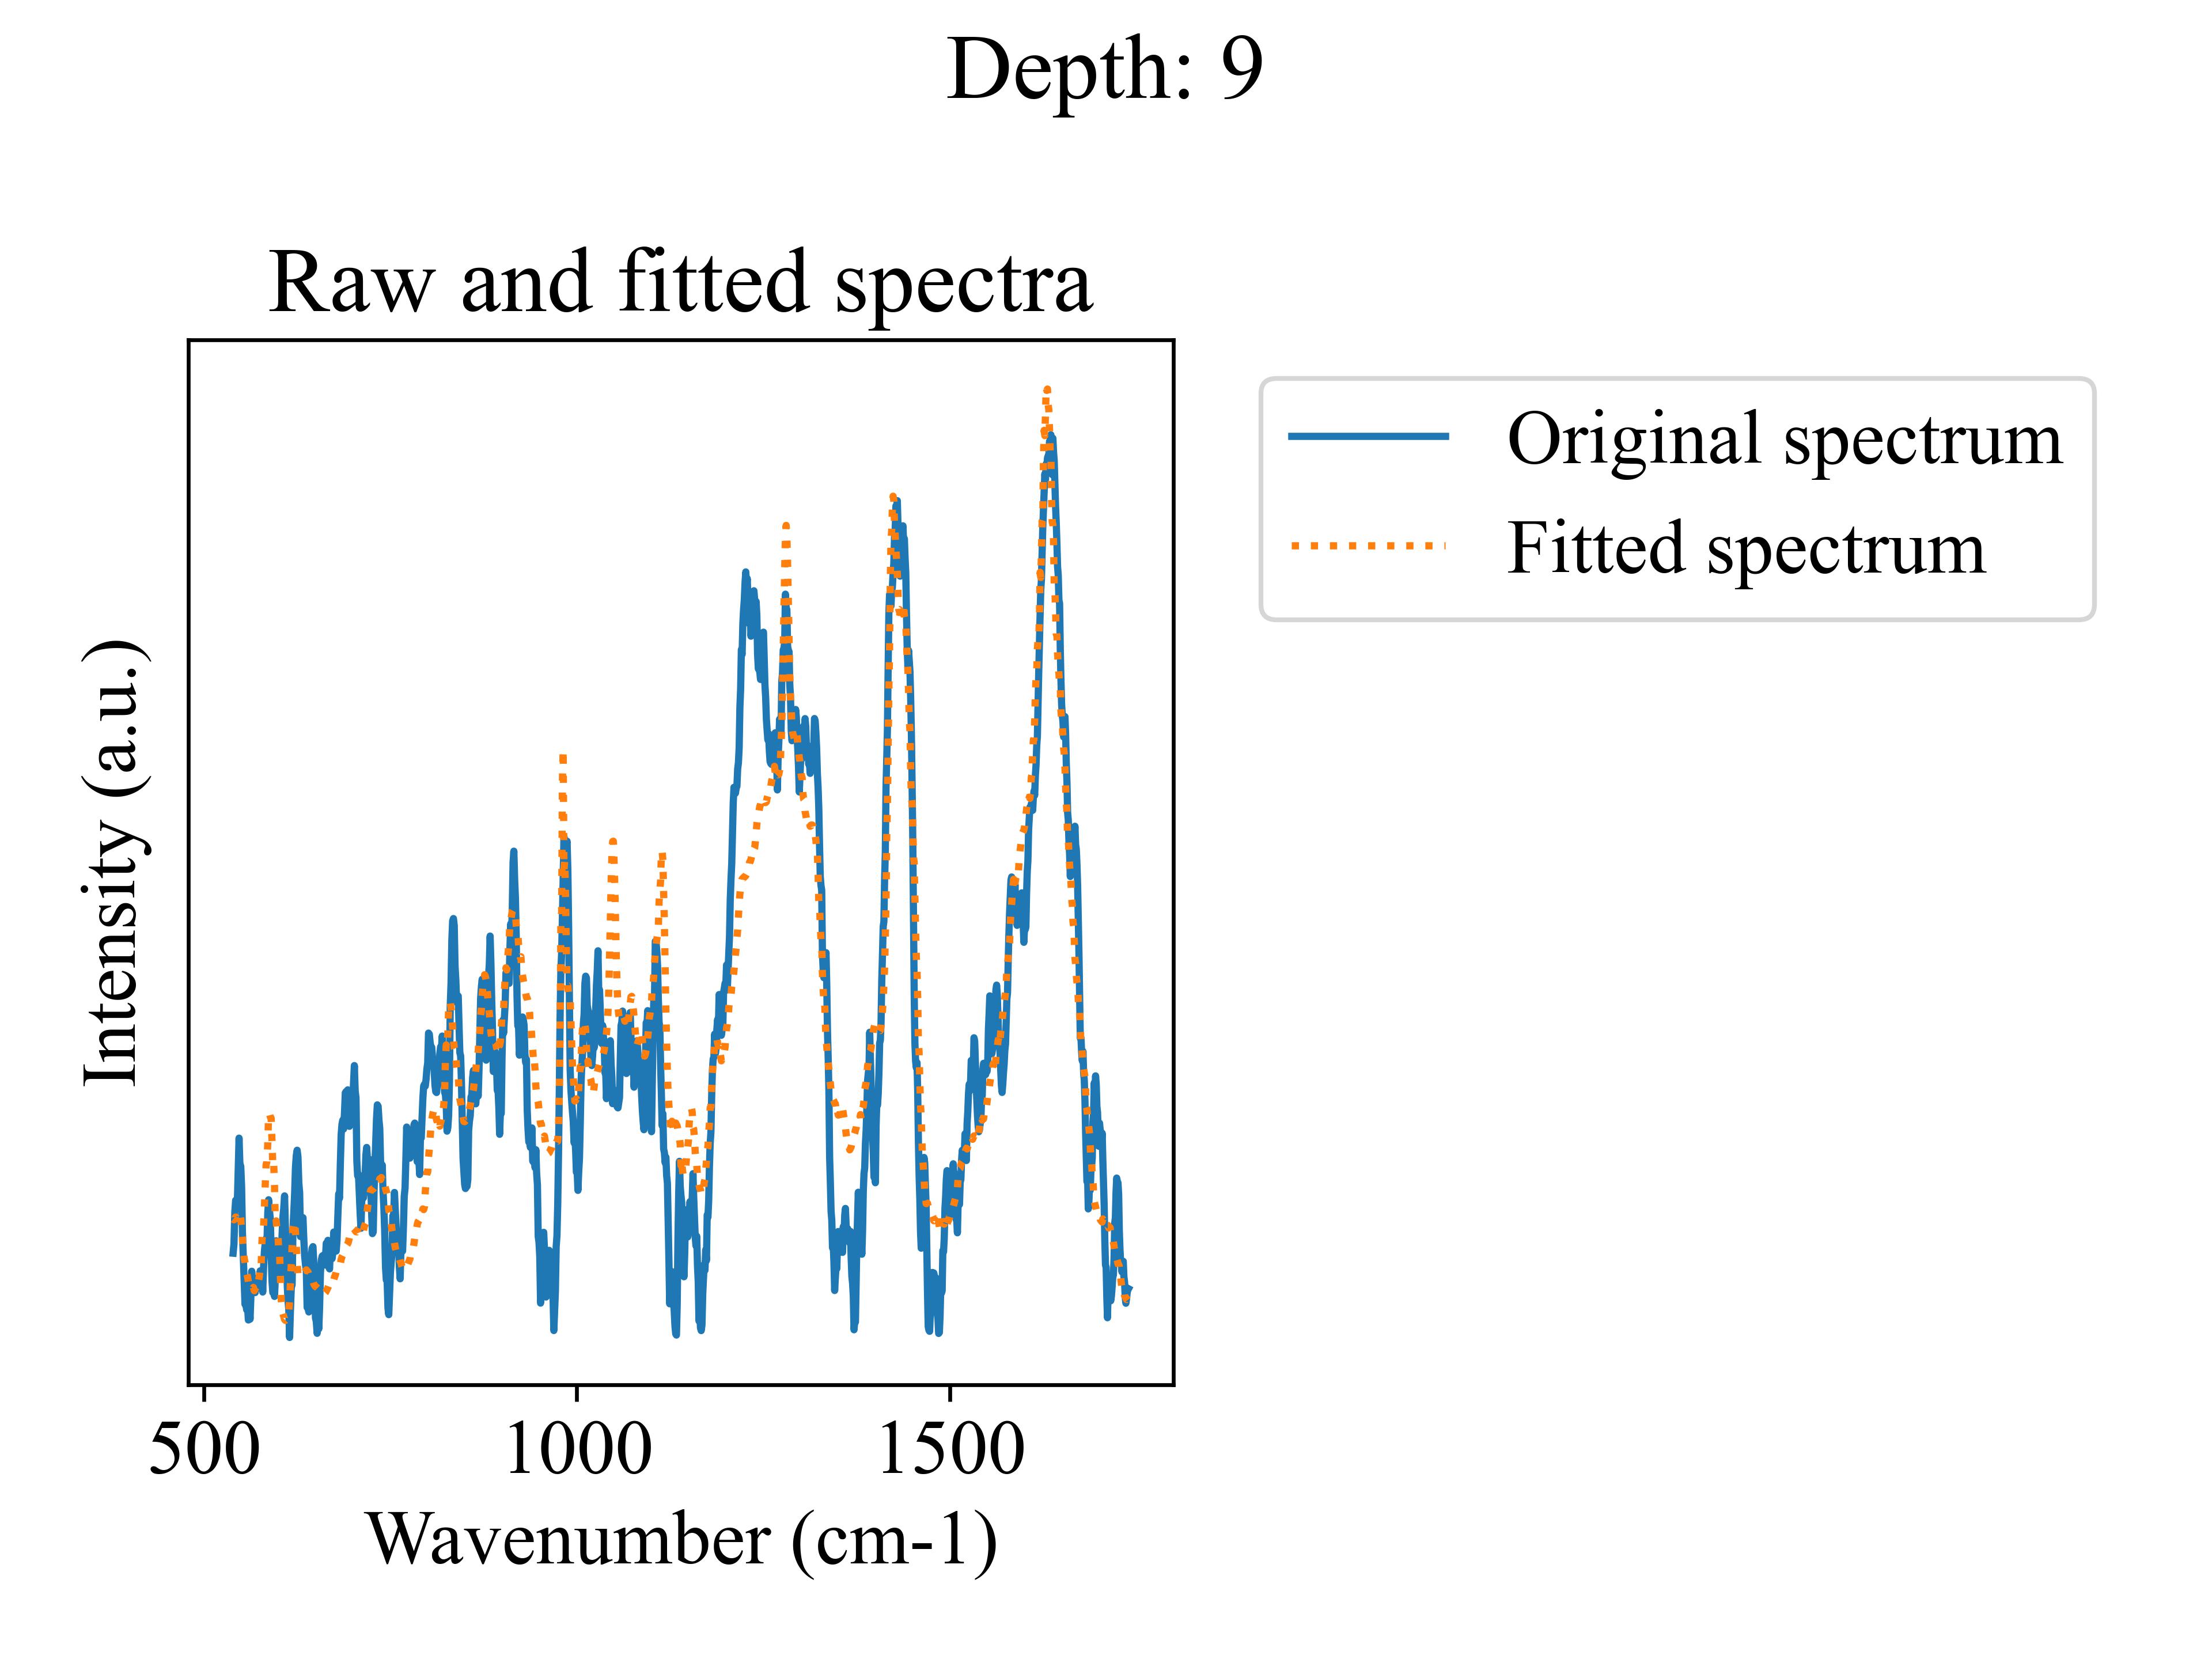 Depth: 9
Raw and fitted spectra
Original spectrum
Fitted spectrum
Intensity (a.u.)
500 1000 1500
Wavenumber (cm-1)